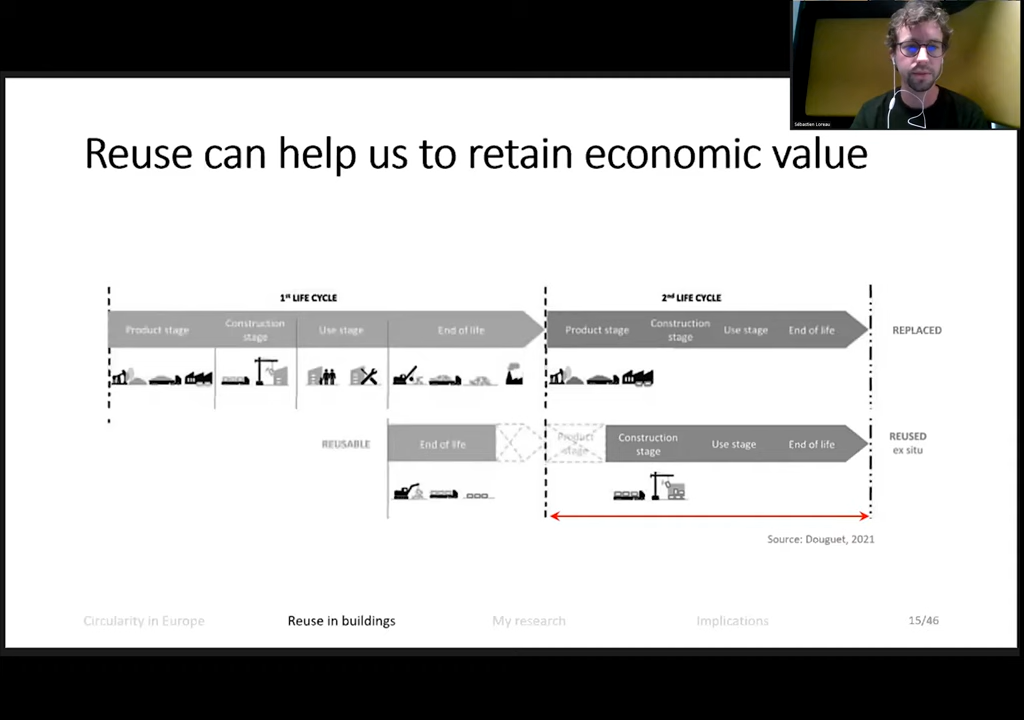 Sébastien Loreau
Reuse can help us to retain economic value
1st LIFE CYCLE
2nd LIFE CYCLE
Product stage
Construction
stage
Use stage
End of life
Product stage
Construction
stage
Use stage
End of life
REPLACED
REUSABLE
End of life
Product
stage
Construction
stage
Use stage
End of life
REUSED
ex situ
Source: Douguet, 2021
Circularity in Europe
Reuse in buildings
My research
Implications
15/46